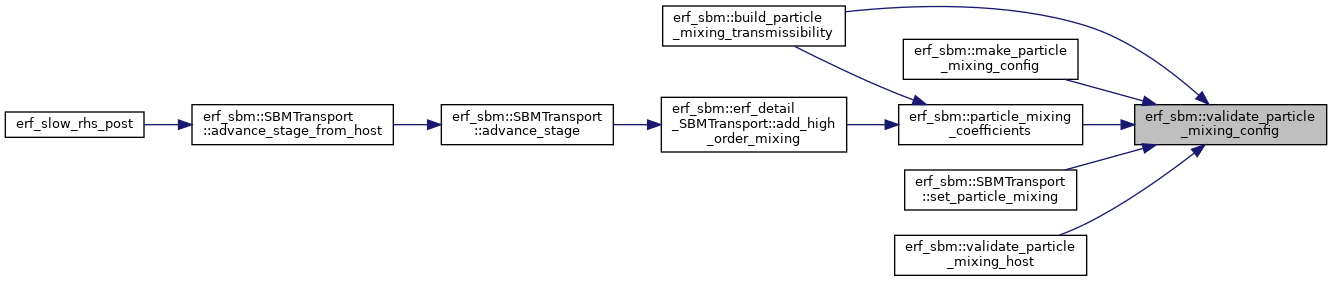 erf_sbm::build_particle
_mixing_transmissibility
erf_sbm::make_particle
_mixing_config
erf_slow_rhs_post
erf_sbm::SBMTransport
::advance_stage_from_host
erf_sbm::SBMTransport
::advance_stage
erf_sbm::erf_detail
_SBMTransport::add_high
_order_mixing
erf_sbm::particle_mixing
_coefficients
erf_sbm::validate_particle
_mixing_config
erf_sbm::SBMTransport
::set_particle_mixing
erf_sbm::validate_particle
_mixing_host